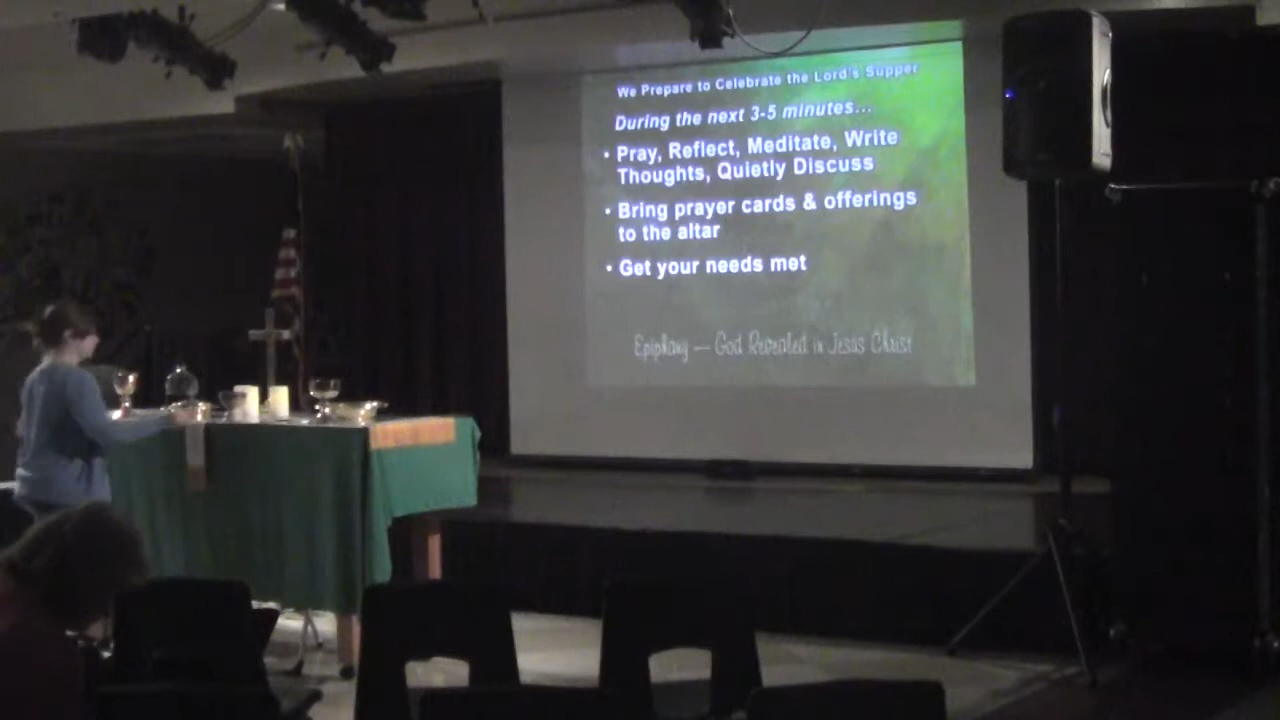 We Prepare to Celebrate the Lord's Supper
During the next 3-5 minutes...
• Pray, Reflect, Meditate, Write
Thoughts, Quietly Discuss
• Bring prayer cards & offerings
to the altar
• Get your needs met
Epiphany — God Revealed in Jesus Christ